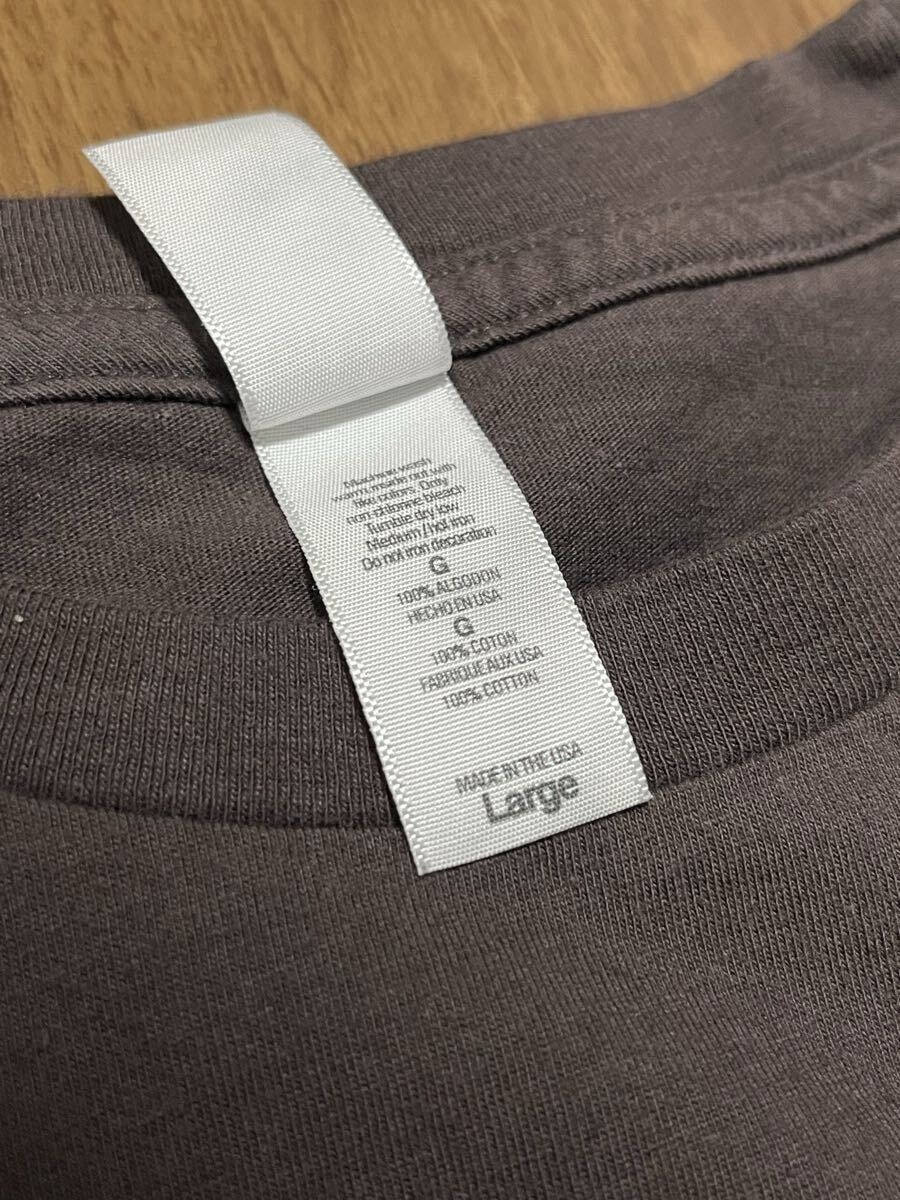 Machine wash
warm, inside out, with
like colors. Only
non-chlorine bleach
Tumble dry low
Medium/hot iron
Do not iron decoration
G
100% ALGODON
HECHO EN USA
G
100% COTON
FABRIQUE AUX USA
100% COTTON
MADE IN THE USA
Large